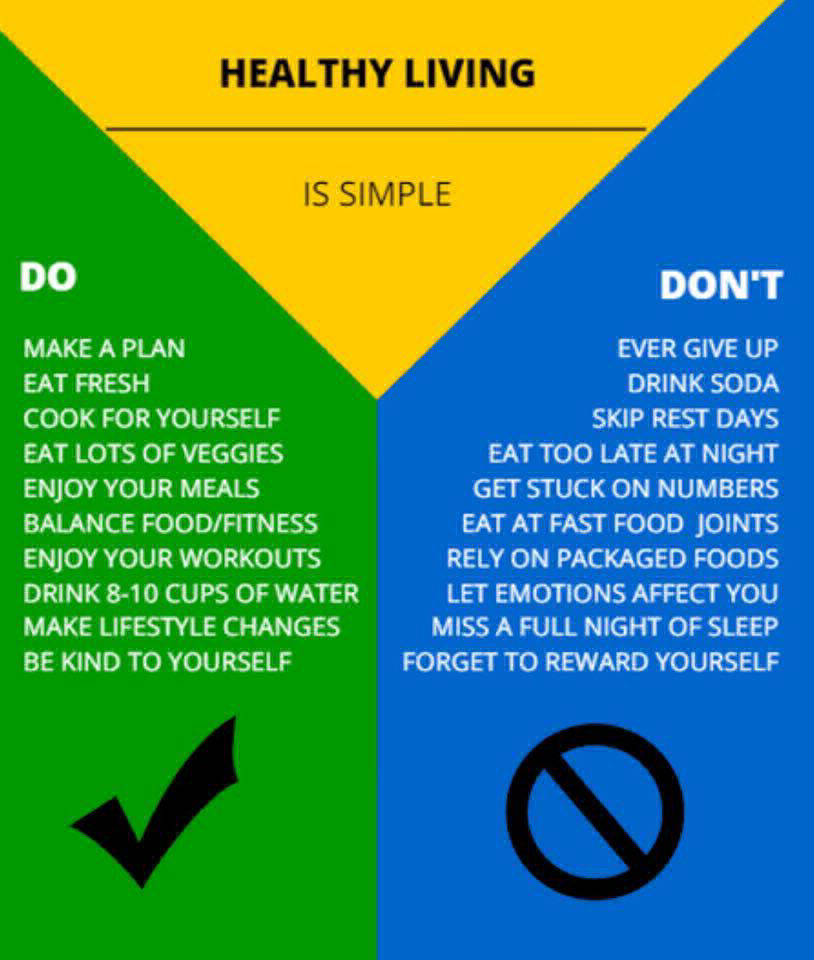 HEALTHY LIVING
IS SIMPLE
DO
MAKE A PLAN
EAT FRESH
COOK FOR YOURSELF
EAT LOTS OF VEGGIES
ENJOY YOUR MEALS
BALANCE FOOD/FITNESS
ENJOY YOUR WORKOUTS
DRINK 8-10 CUPS OF WATER
MAKE LIFESTYLE CHANGES
BE KIND TO YOURSELF
DON'T
EVER GIVE UP
DRINK SODA
SKIP REST DAYS
EAT TOO LATE AT NIGHT
GET STUCK ON NUMBERS
EAT AT FAST FOOD JOINTS
RELY ON PACKAGED FOODS
LET EMOTIONS AFFECT YOU
MISS A FULL NIGHT OF SLEEP
FORGET TO REWARD YOURSELF